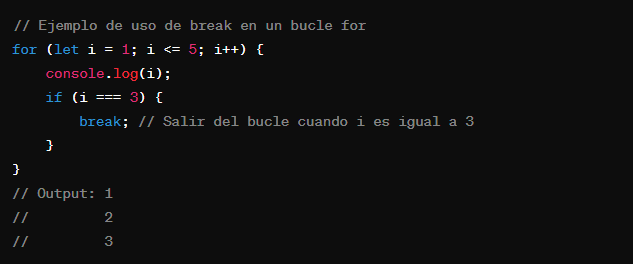 // Ejemplo de uso de break en un bucle for
for (let i = 1; i <= 5; i++) {
    console.log(i);
    if (i === 3) {
        break; // Salir del bucle cuando i es igual a 3
    }
}
// Output: 1
//         2
//         3